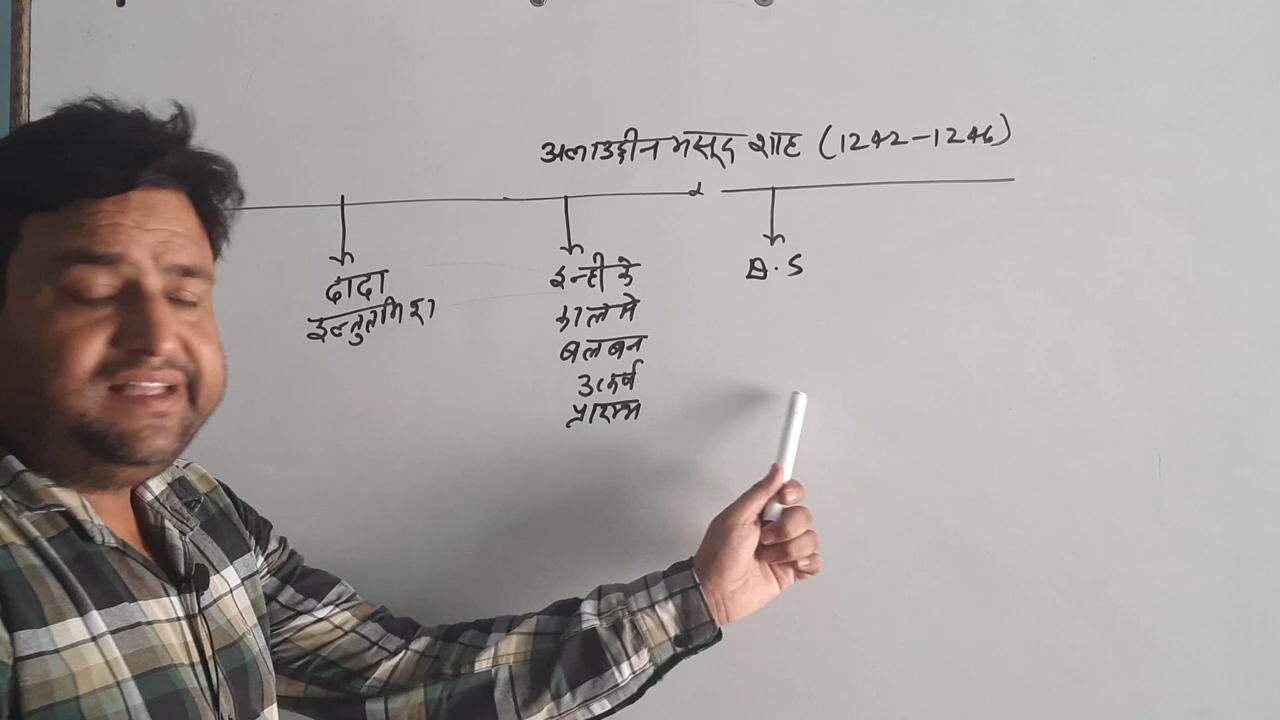 अलाउद्दीन मसूद शाह (1242-1246)
दादा
इल्तुतमिश
इन्ही के
काल मे
बलबन
उत्कर्ष
प्रारम्भ
D.S